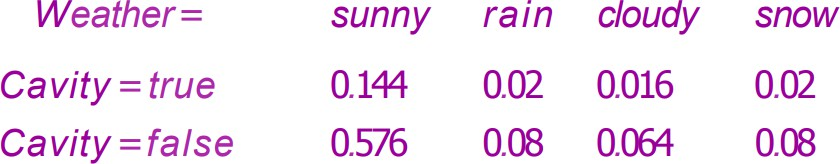 Weather = sunny rain cloudy snow
Cavity = true 0.144 0.02 0.016 0.02
Cavity = false 0.576 0.08 0.064 0.08